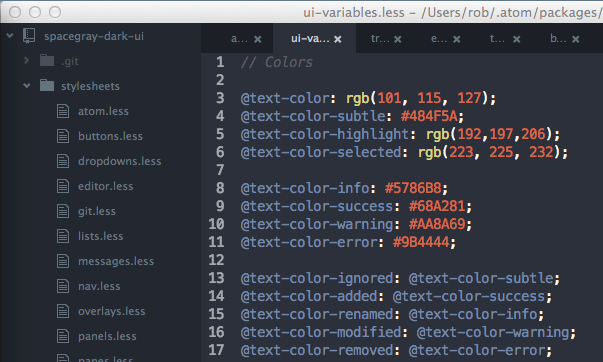 ui-variables.less – /Users/rob/.atom/packages/
spacegray-dark-ui
.git
stylesheets
atom.less
buttons.less
dropdowns.less
editor.less
git.less
lists.less
messages.less
nav.less
overlays.less
panels.less
panes.less
a...
ui-va...
tr...
e...
t...
b...
1 // Colors
2
3 @text-color: rgb(101, 115, 127);
4 @text-color-subtle: #484F5A;
5 @text-color-highlight: rgb(192,197,206);
6 @text-color-selected: rgb(223, 225, 232);
7
8 @text-color-info: #5786B8;
9 @text-color-success: #68A281;
10 @text-color-warning: #AA8A69;
11 @text-color-error: #9B4444;
12
13 @text-color-ignored: @text-color-subtle;
14 @text-color-added: @text-color-success;
15 @text-color-renamed: @text-color-info;
16 @text-color-modified: @text-color-warning;
17 @text-color-removed: @text-color-error;